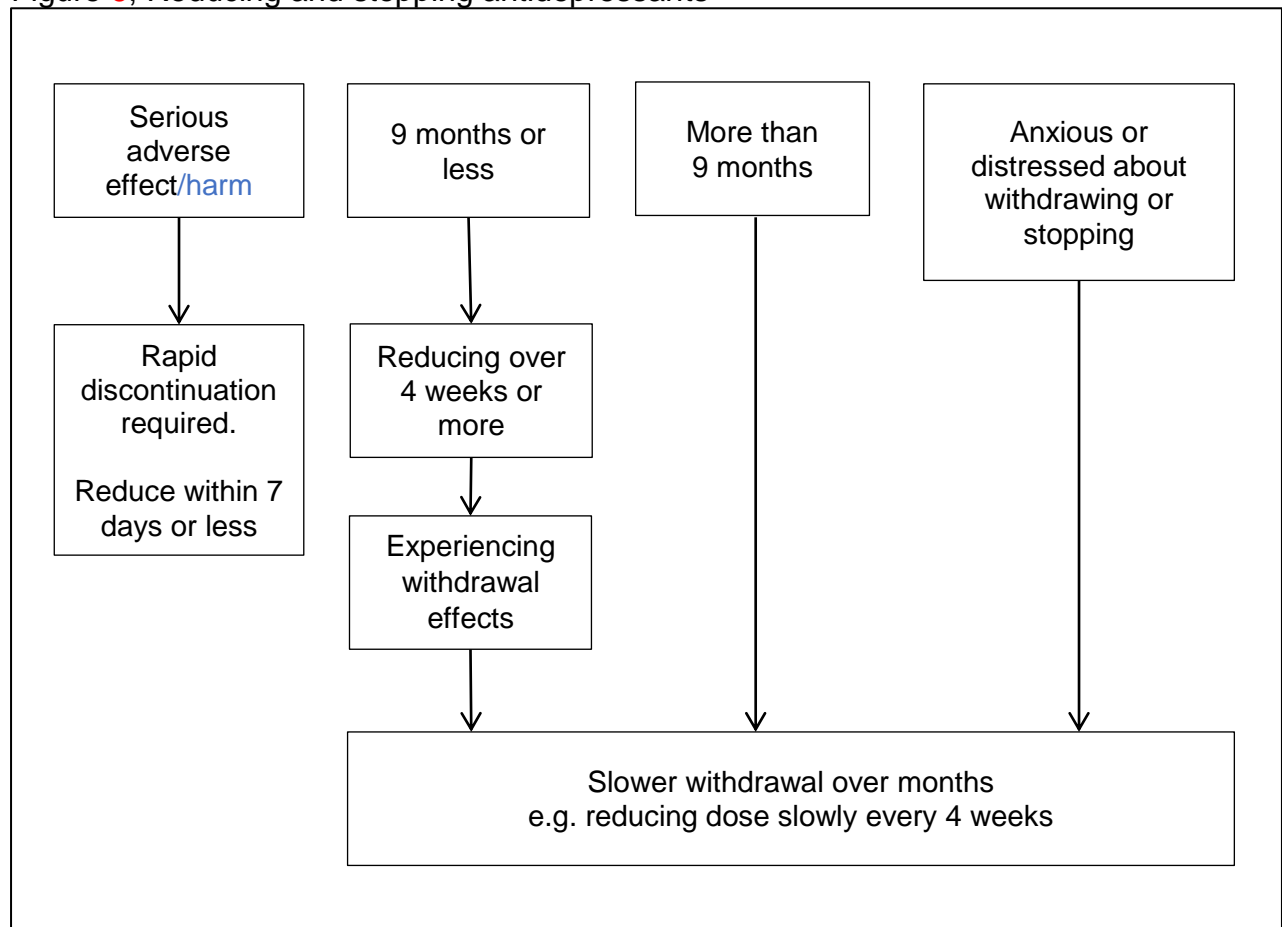 Serious
adverse
effect/harm
9 months or
less
More than
9 months
Anxious or
distressed about
withdrawing or
stopping
Rapid
discontinuation
required.
Reduce within 7
days or less
Reducing over
4 weeks or
more
Experiencing
withdrawal
effects
Slower withdrawal over months
e.g. reducing dose slowly every 4 weeks